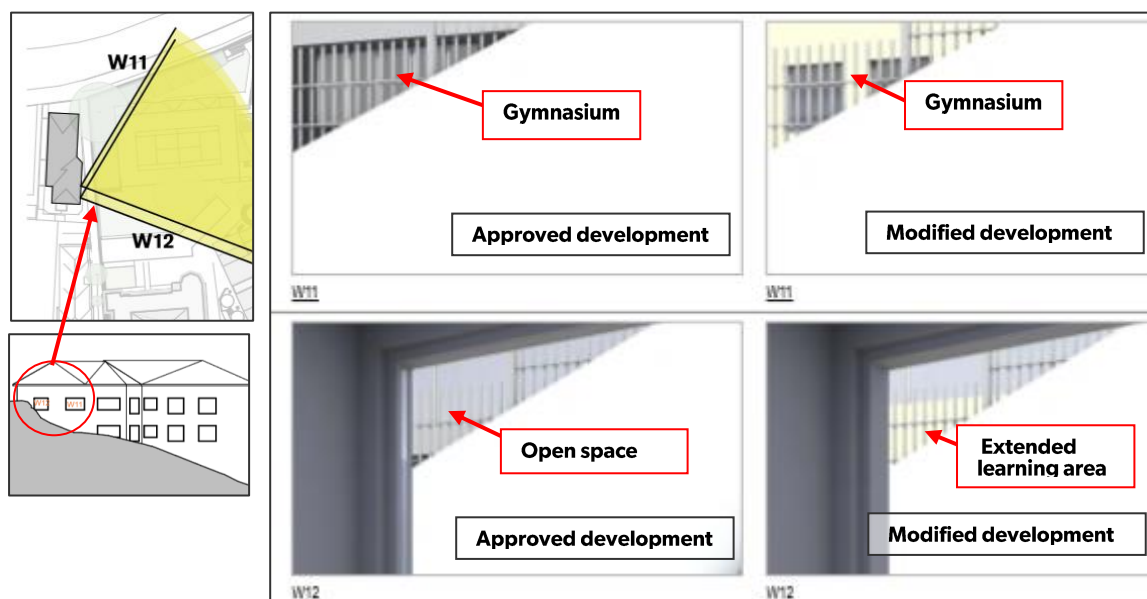 W11
W12
W11
Gymnasium
Approved development
W11
Gymnasium
Modified development
W11
Open space
Approved development
W12
Extended
learning area
Modified development
W12